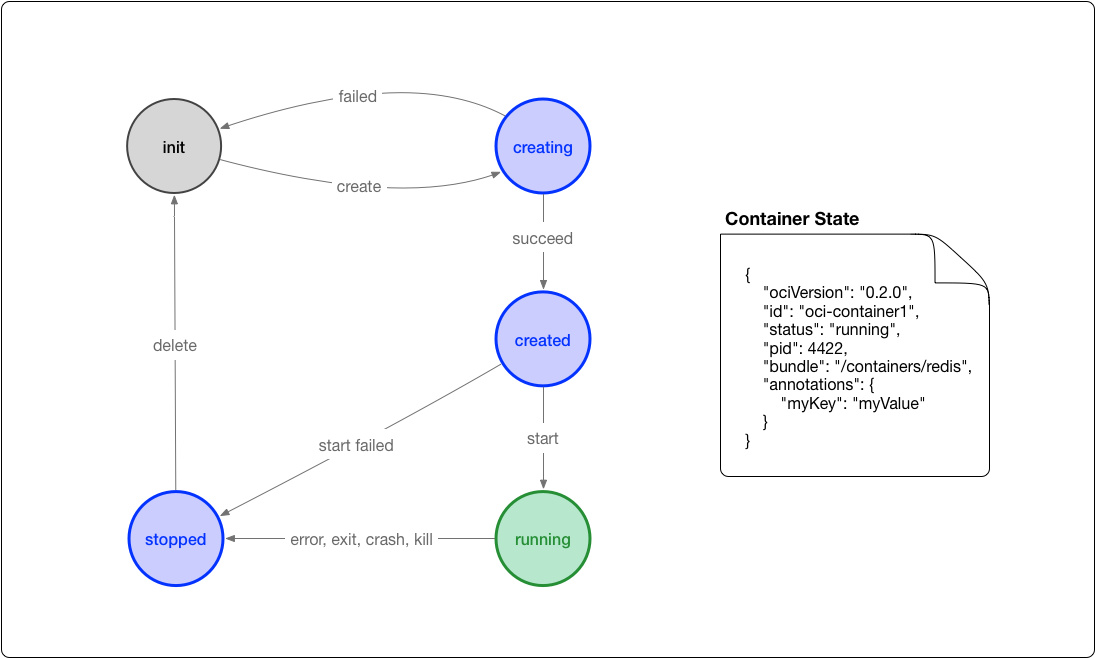 failed
init
creating
create
Container State
succeed
{
"ociVersion": "0.2.0",
"id": "oci-container1",
"status": "running",
"pid": 4422,
"bundle": "/containers/redis",
"annotations": {
"myKey": "myValue"
}
}
created
delete
start failed
start
stopped
error, exit, crash, kill
running